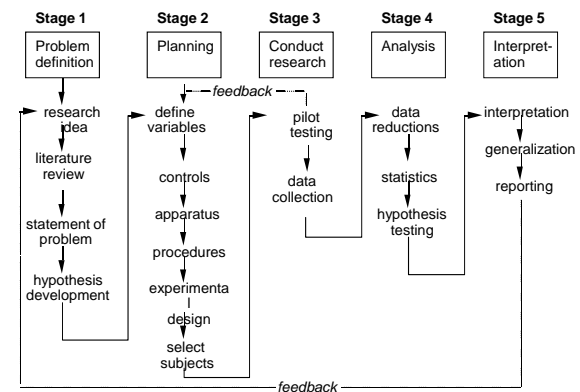 Stage 1
Stage 2
Stage 3
Stage 4
Stage 5
Problem
definition
Planning
Conduct
research
Analysis
Interpret-
ation
feedback
research
idea
literature
review
statement of
problem
hypothesis
development
define
variables
controls
apparatus
procedures
experimenta
l
design
select
subjects
pilot
testing
data
collection
data
reductions
statistics
hypothesis
testing
interpretation
generalization
reporting
feedback